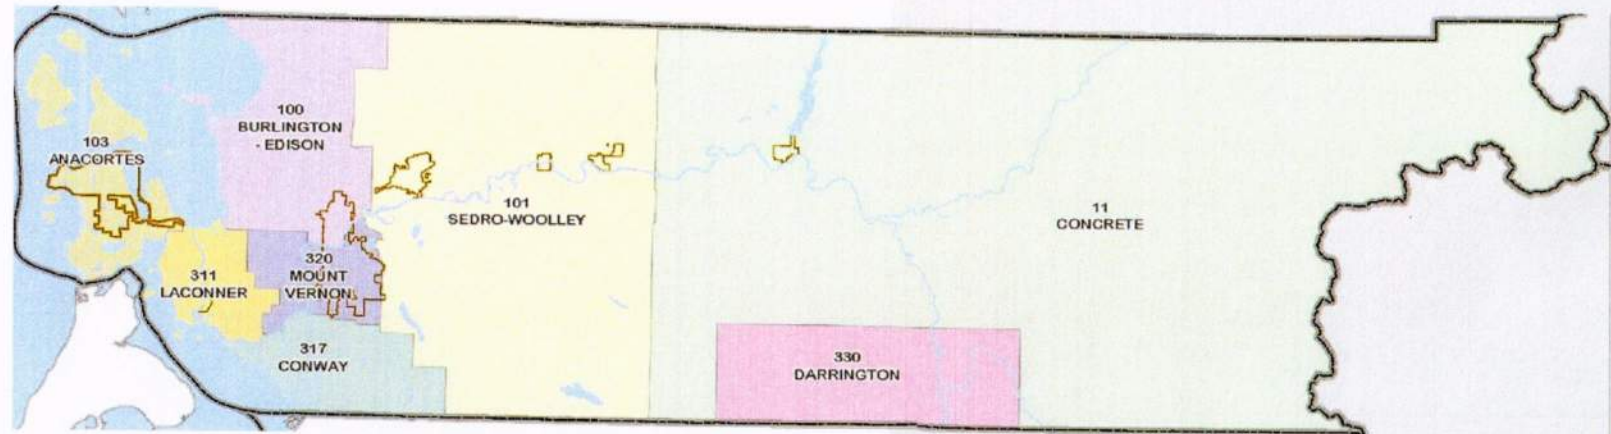 103
ANACORTES
100
BURLINGTON
- EDISON
101
SEDRO-WOOLLEY
11
CONCRETE
311
LACONNER
320
MOUNT
VERNON
317
CONWAY
330
DARRINGTON